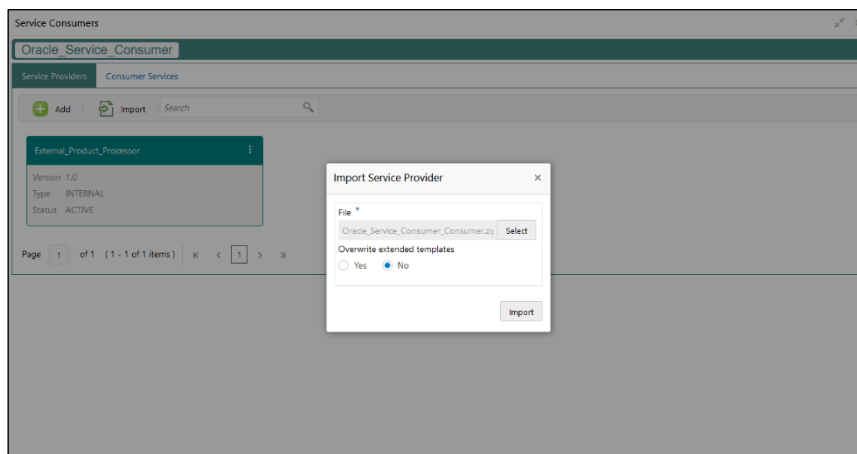 Service Consumers
Oracle_Service_Consumer
Service Providers Consumer Services
Add Import Search
External_Product_Processor
Version 1.0
Type INTERNAL
Status ACTIVE
Page 1 of 1 (1 - 1 of 1 items) 1
Import Service Provider
File *
Oracle_Service_Consumer_Consumer.zip Select
Overwrite extended templates
Yes No
Import